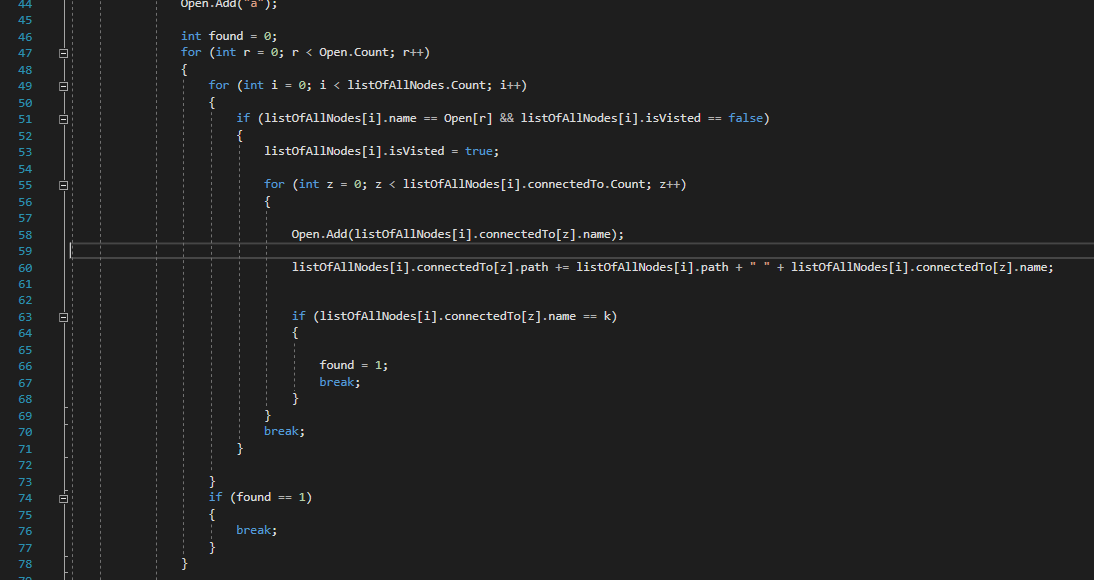 44 Open.Add("a");
45
46 int found = 0;
47 for (int r = 0; r < Open.Count; r++)
48 {
49 for (int i = 0; i < listOfAllNodes.Count; i++)
50 {
51 if (listOfAllNodes[i].name == Open[r] && listOfAllNodes[i].isVisted == false)
52 {
53 listOfAllNodes[i].isVisted = true;
54
55 for (int z = 0; z < listOfAllNodes[i].connectedTo.Count; z++)
56 {
57
58 Open.Add(listOfAllNodes[i].connectedTo[z].name);
59
60 listOfAllNodes[i].connectedTo[z].path += listOfAllNodes[i].path + " " + listOfAllNodes[i].connectedTo[z].name;
61
62
63 if (listOfAllNodes[i].connectedTo[z].name == k)
64 {
65
66 found = 1;
67 break;
68 }
69 }
70 break;
71 }
72
73 }
74 if (found == 1)
75 {
76 break;
77 }
78 }